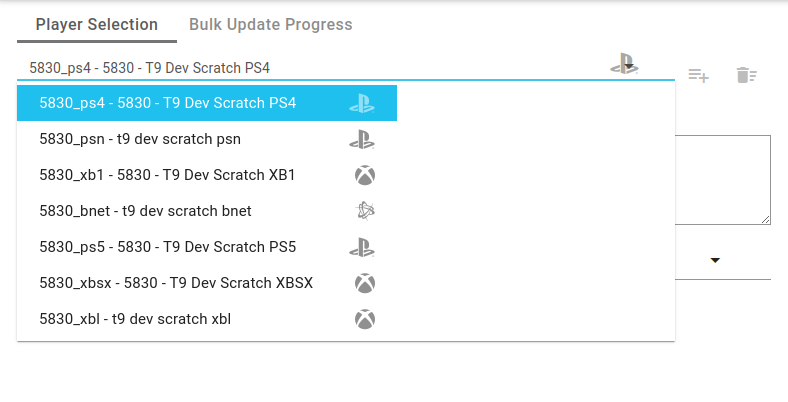 Player Selection Bulk Update Progress
5830_ps4 - 5830 - T9 Dev Scratch PS4
5830_ps4 - 5830 - T9 Dev Scratch PS4
5830_psn - t9 dev scratch psn
5830_xb1 - 5830 - T9 Dev Scratch XB1
5830_bnet - t9 dev scratch bnet
5830_ps5 - 5830 - T9 Dev Scratch PS5
5830_xbsx - 5830 - T9 Dev Scratch XBSX
5830_xbl - t9 dev scratch xbl